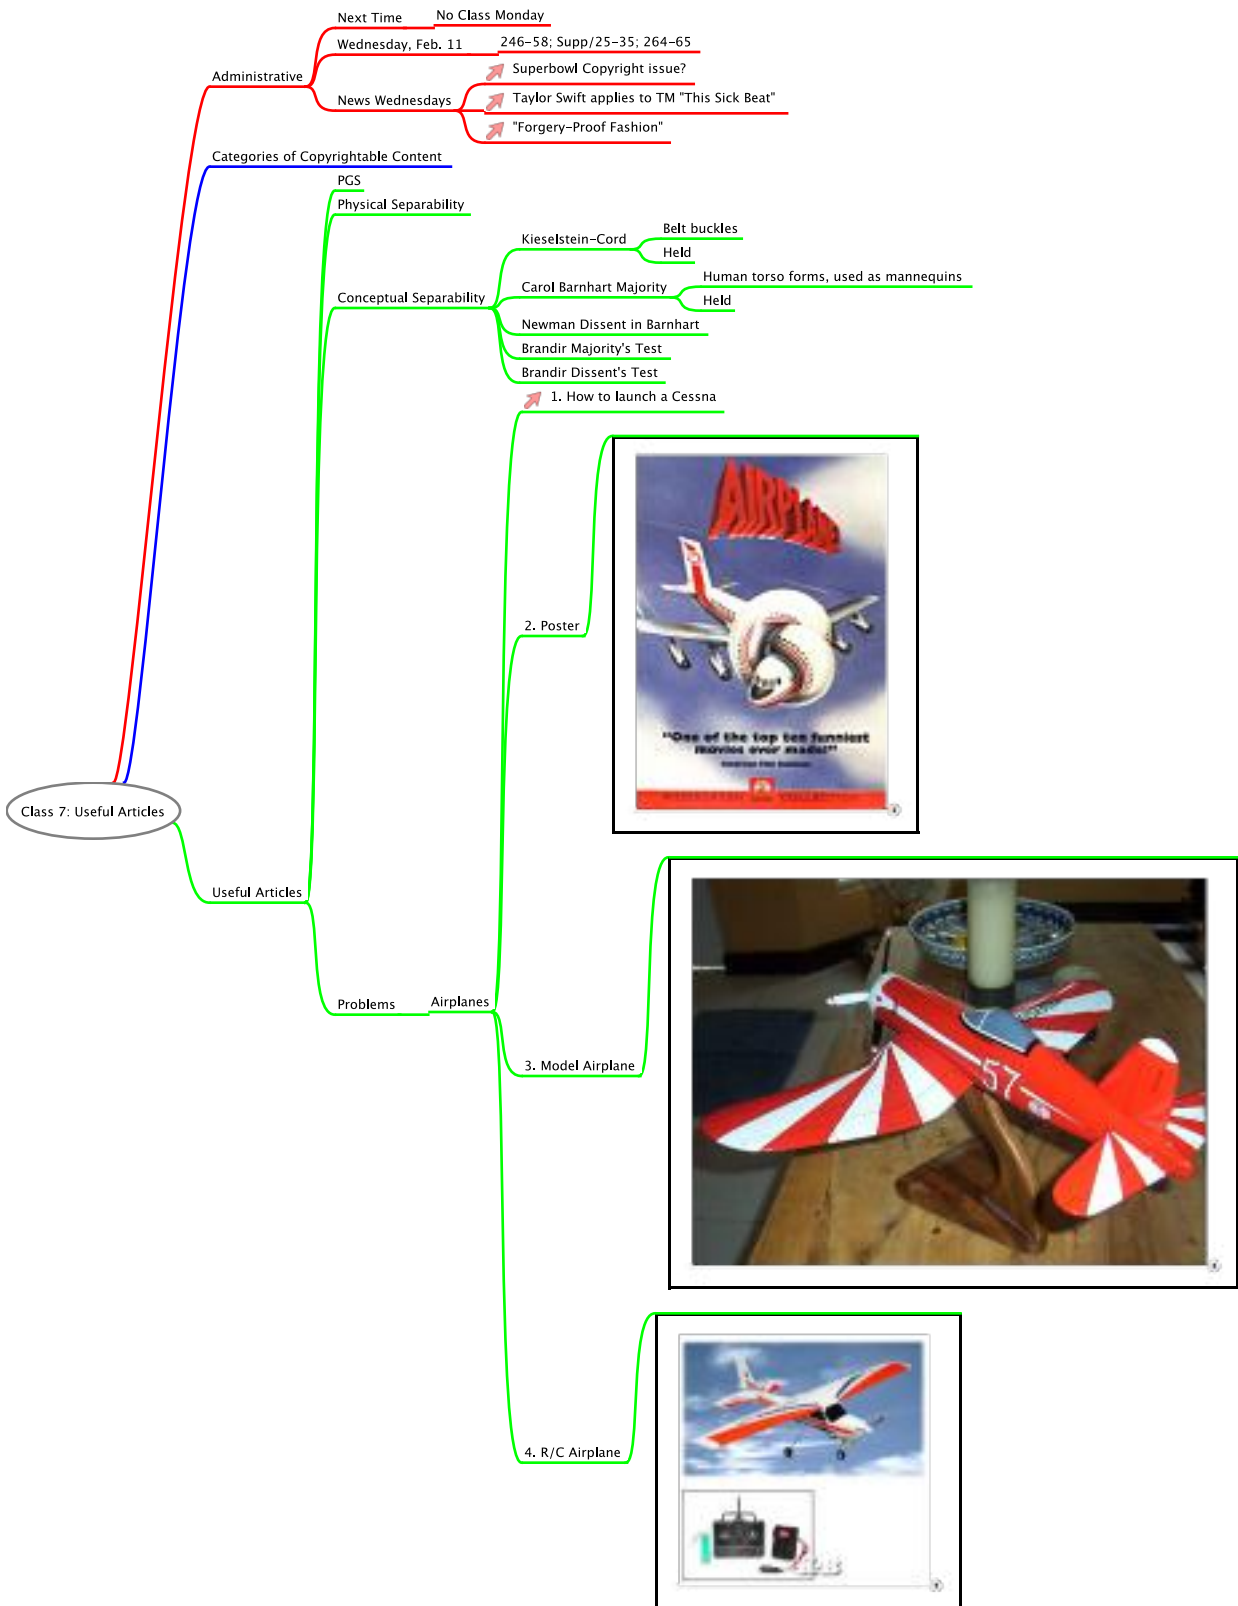 Next Time
No Class Monday
Wednesday, Feb. 11
246-58; Supp/25-35; 264-65
Superbowl Copyright issue?
Administrative
Taylor Swift applies to TM "This Sick Beat"
News Wednesdays
"Forgery-Proof Fashion"
Categories of Copyrightable Content
PGS
Physical Separability
Belt buckles
Kieselstein-Cord
Held
Human torso forms, used as mannequins
Carol Barnhart Majority
Conceptual Separability
Held
Newman Dissent in Barnhart
Brandir Majority's Test
Brandir Dissent's Test
1. How to launch a Cessna
AIRPLANE
2. Poster
"One of the top ten funniest
movies ever made!"
WIDESCREEN COLLECTION
Class 7: Useful Articles
Useful Articles
Problems
Airplanes
3. Model Airplane
57
4. R/C Airplane